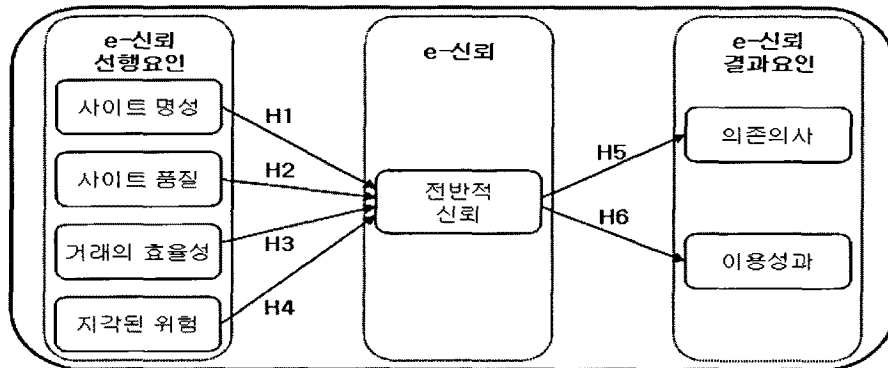 e-신뢰
선행요인
사이트 명성
사이트 품질
거래의 효율성
지각된 위험
H1
H2
H3
H4
e-신뢰
전반적
신뢰
H5
H6
e-신뢰
결과요인
의존의사
이용성과